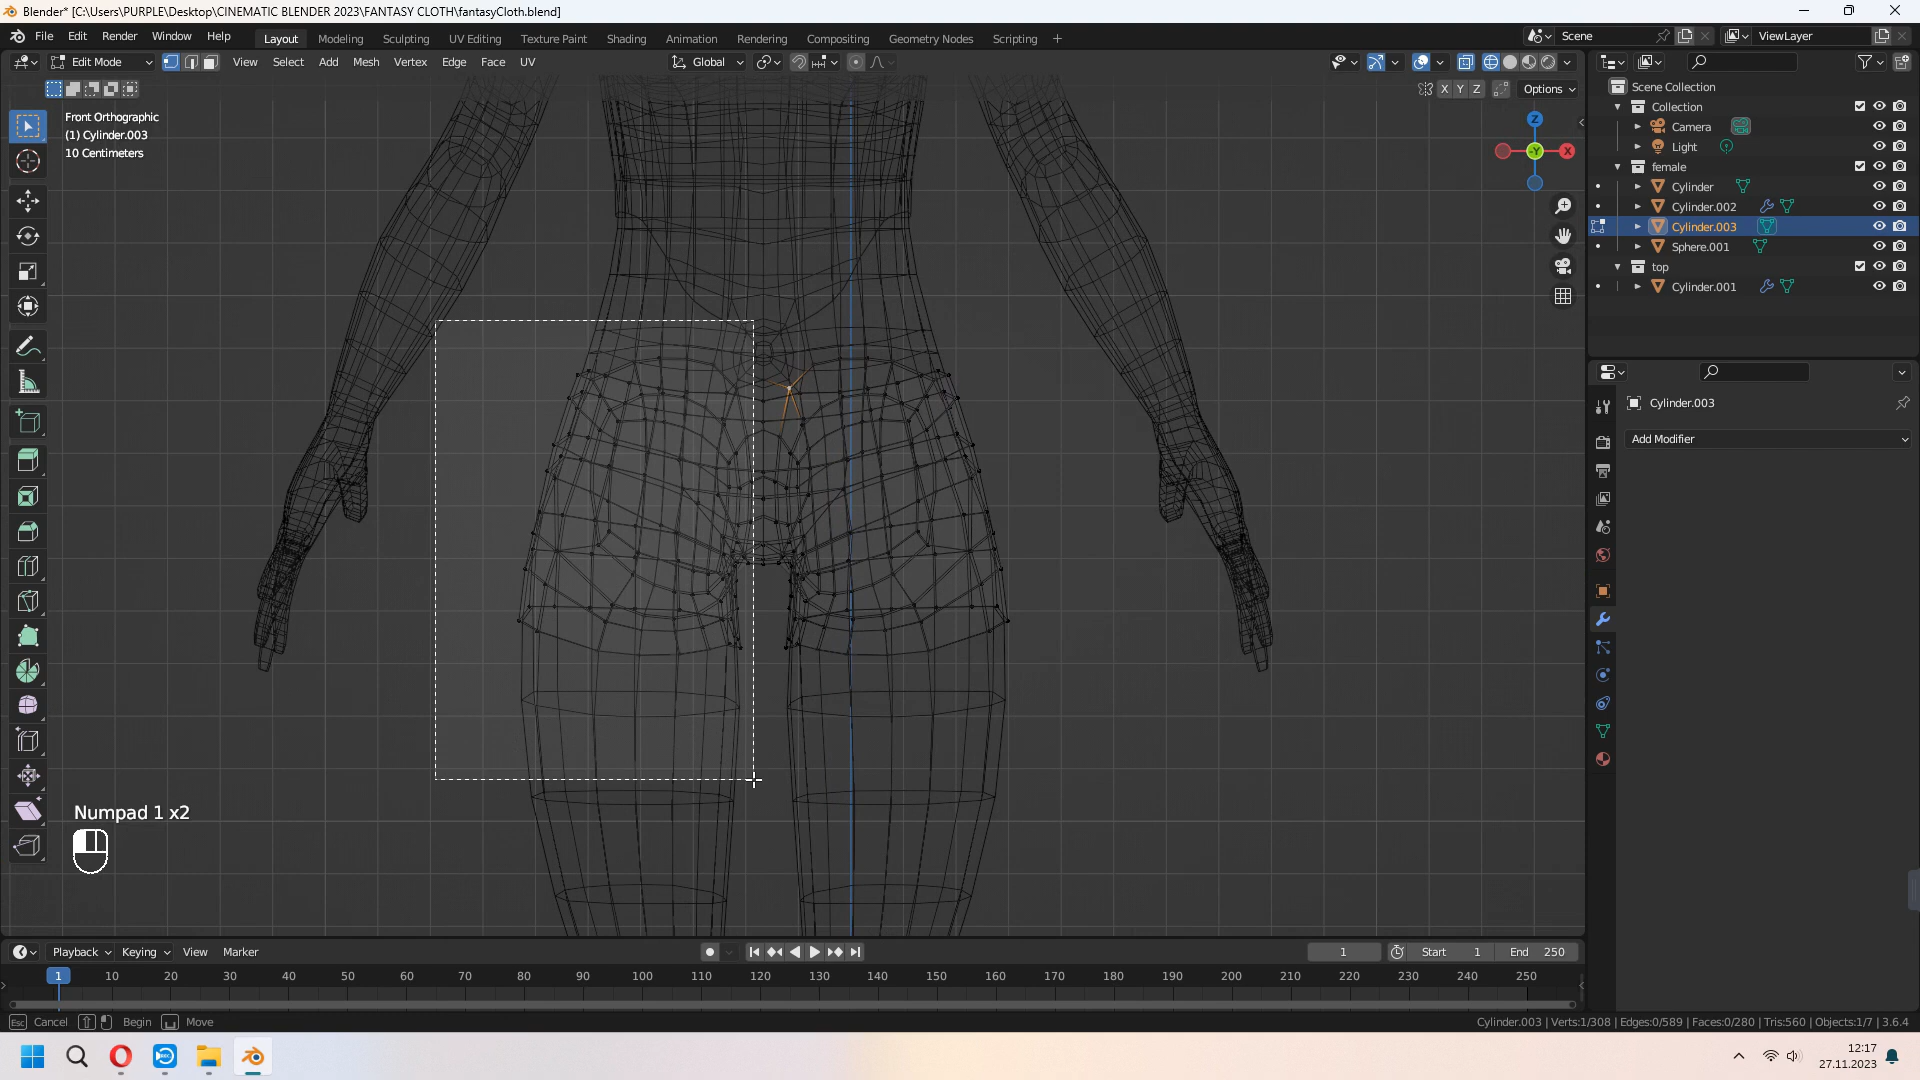 Blender* [C:\Users\PURPLE\Desktop\CINEMATIC BLENDER 2023\FANTASY CLOTH\fantasyCloth.blend]
File Edit Render Window Help
Layout Modeling Sculpting UV Editing Texture Paint Shading Animation Rendering Compositing Geometry Nodes Scripting +
Scene
ViewLayer
Edit Mode
View Select Add Mesh Vertex Edge Face UV
Global
X Y Z Options
Front Orthographic
(1) Cylinder.003
10 Centimeters
Z
-Y
X
Scene Collection
Collection
Camera
Light
female
Cylinder
Cylinder.002
Cylinder.003
Sphere.001
top
Cylinder.001
Cylinder.003
Add Modifier
Numpad 1 x2
Playback Keying View Marker
1
Start 1
End 250
1 10 20 30 40 50 60 70 80 90 100 110 120 130 140 150 160 170 180 190 200 210 220 230 240 250
Esc Cancel Begin Move
Cylinder.003 | Verts:1/308 | Edges:0/589 | Faces:0/280 | Tris:560 | Objects:1/7 | 3.6.4
REC
12:17
27.11.2023